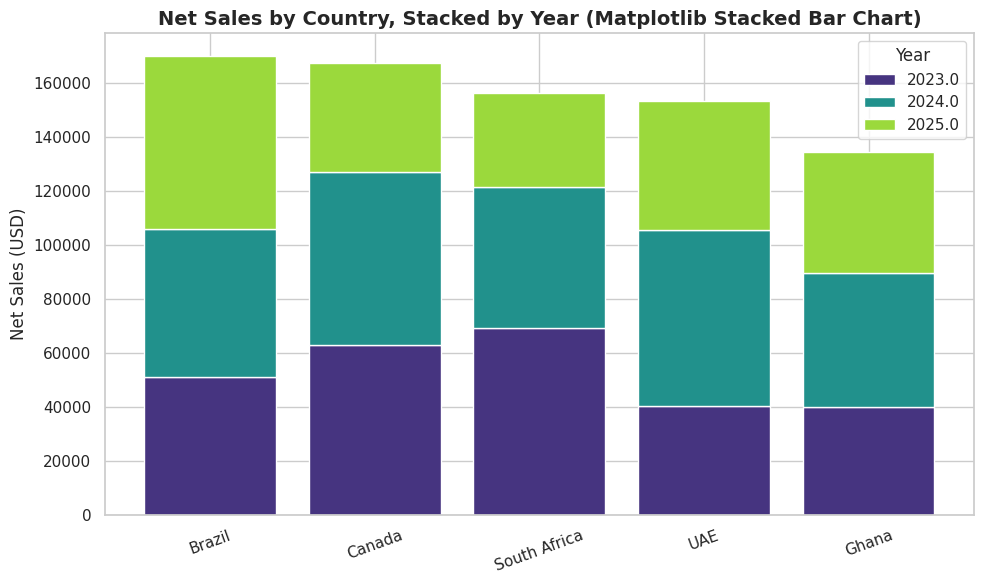 Net Sales by Country, Stacked by Year (Matplotlib Stacked Bar Chart)
Year
2023.0
2024.0
2025.0
Net Sales (USD)
160000
140000
120000
100000
80000
60000
40000
20000
0
Brazil
Canada
South Africa
UAE
Ghana